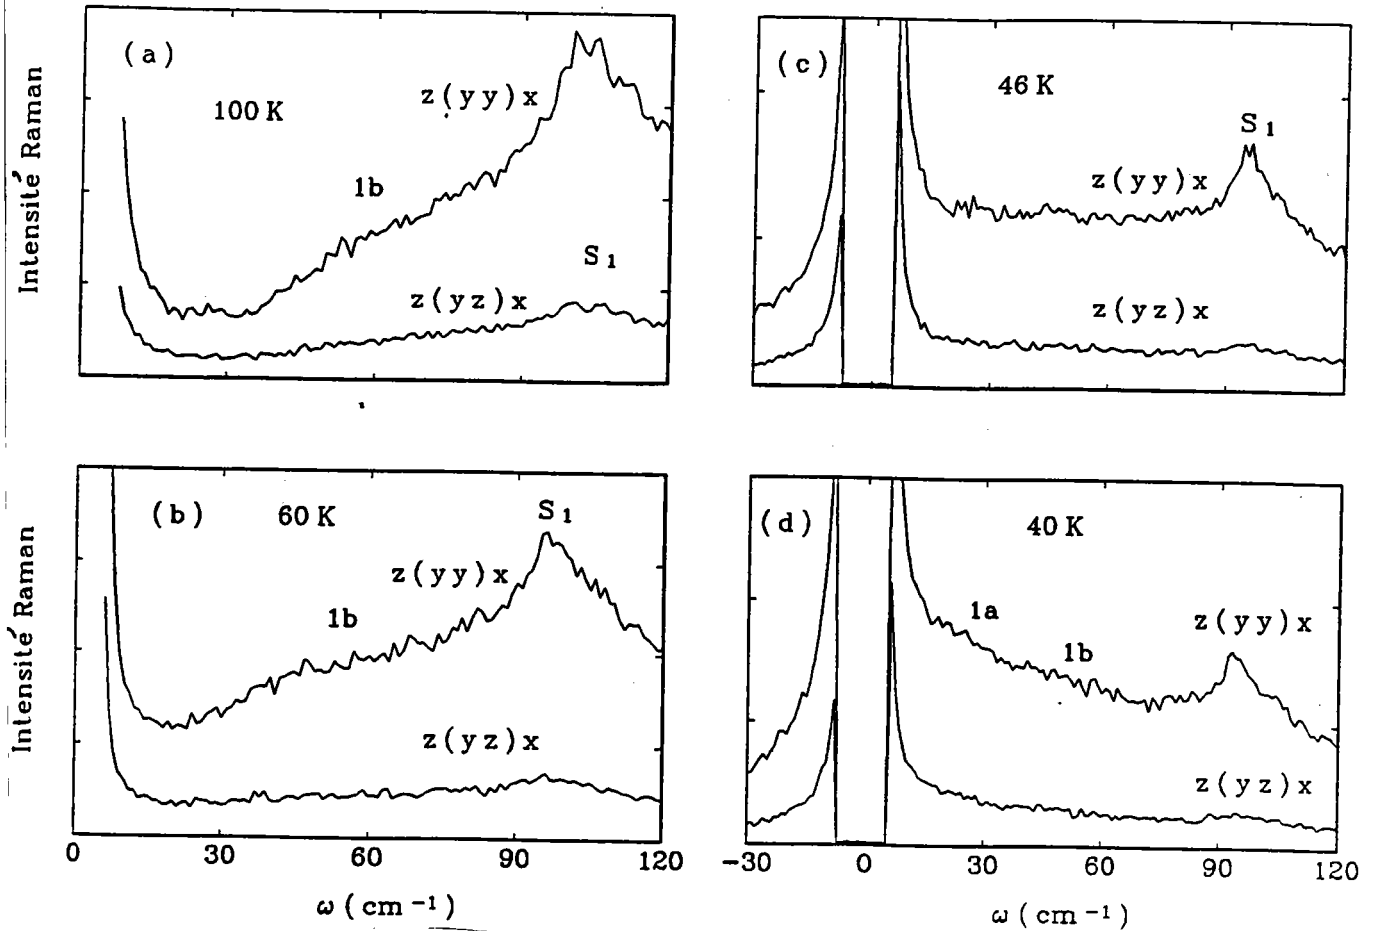 Intensité Raman
(a)
100 K
z(yy)x
1b
S1
z(yz)x
(c)
46 K
S1
z(yy)x
z(yz)x
Intensité Raman
(b)
60 K
S1
z(yy)x
1b
z(yz)x
0 30 60 90 120
ω (cm -1)
(d)
40 K
1a
1b
z(yy)x
z(yz)x
-30 0 30 60 90 120
ω (cm -1)